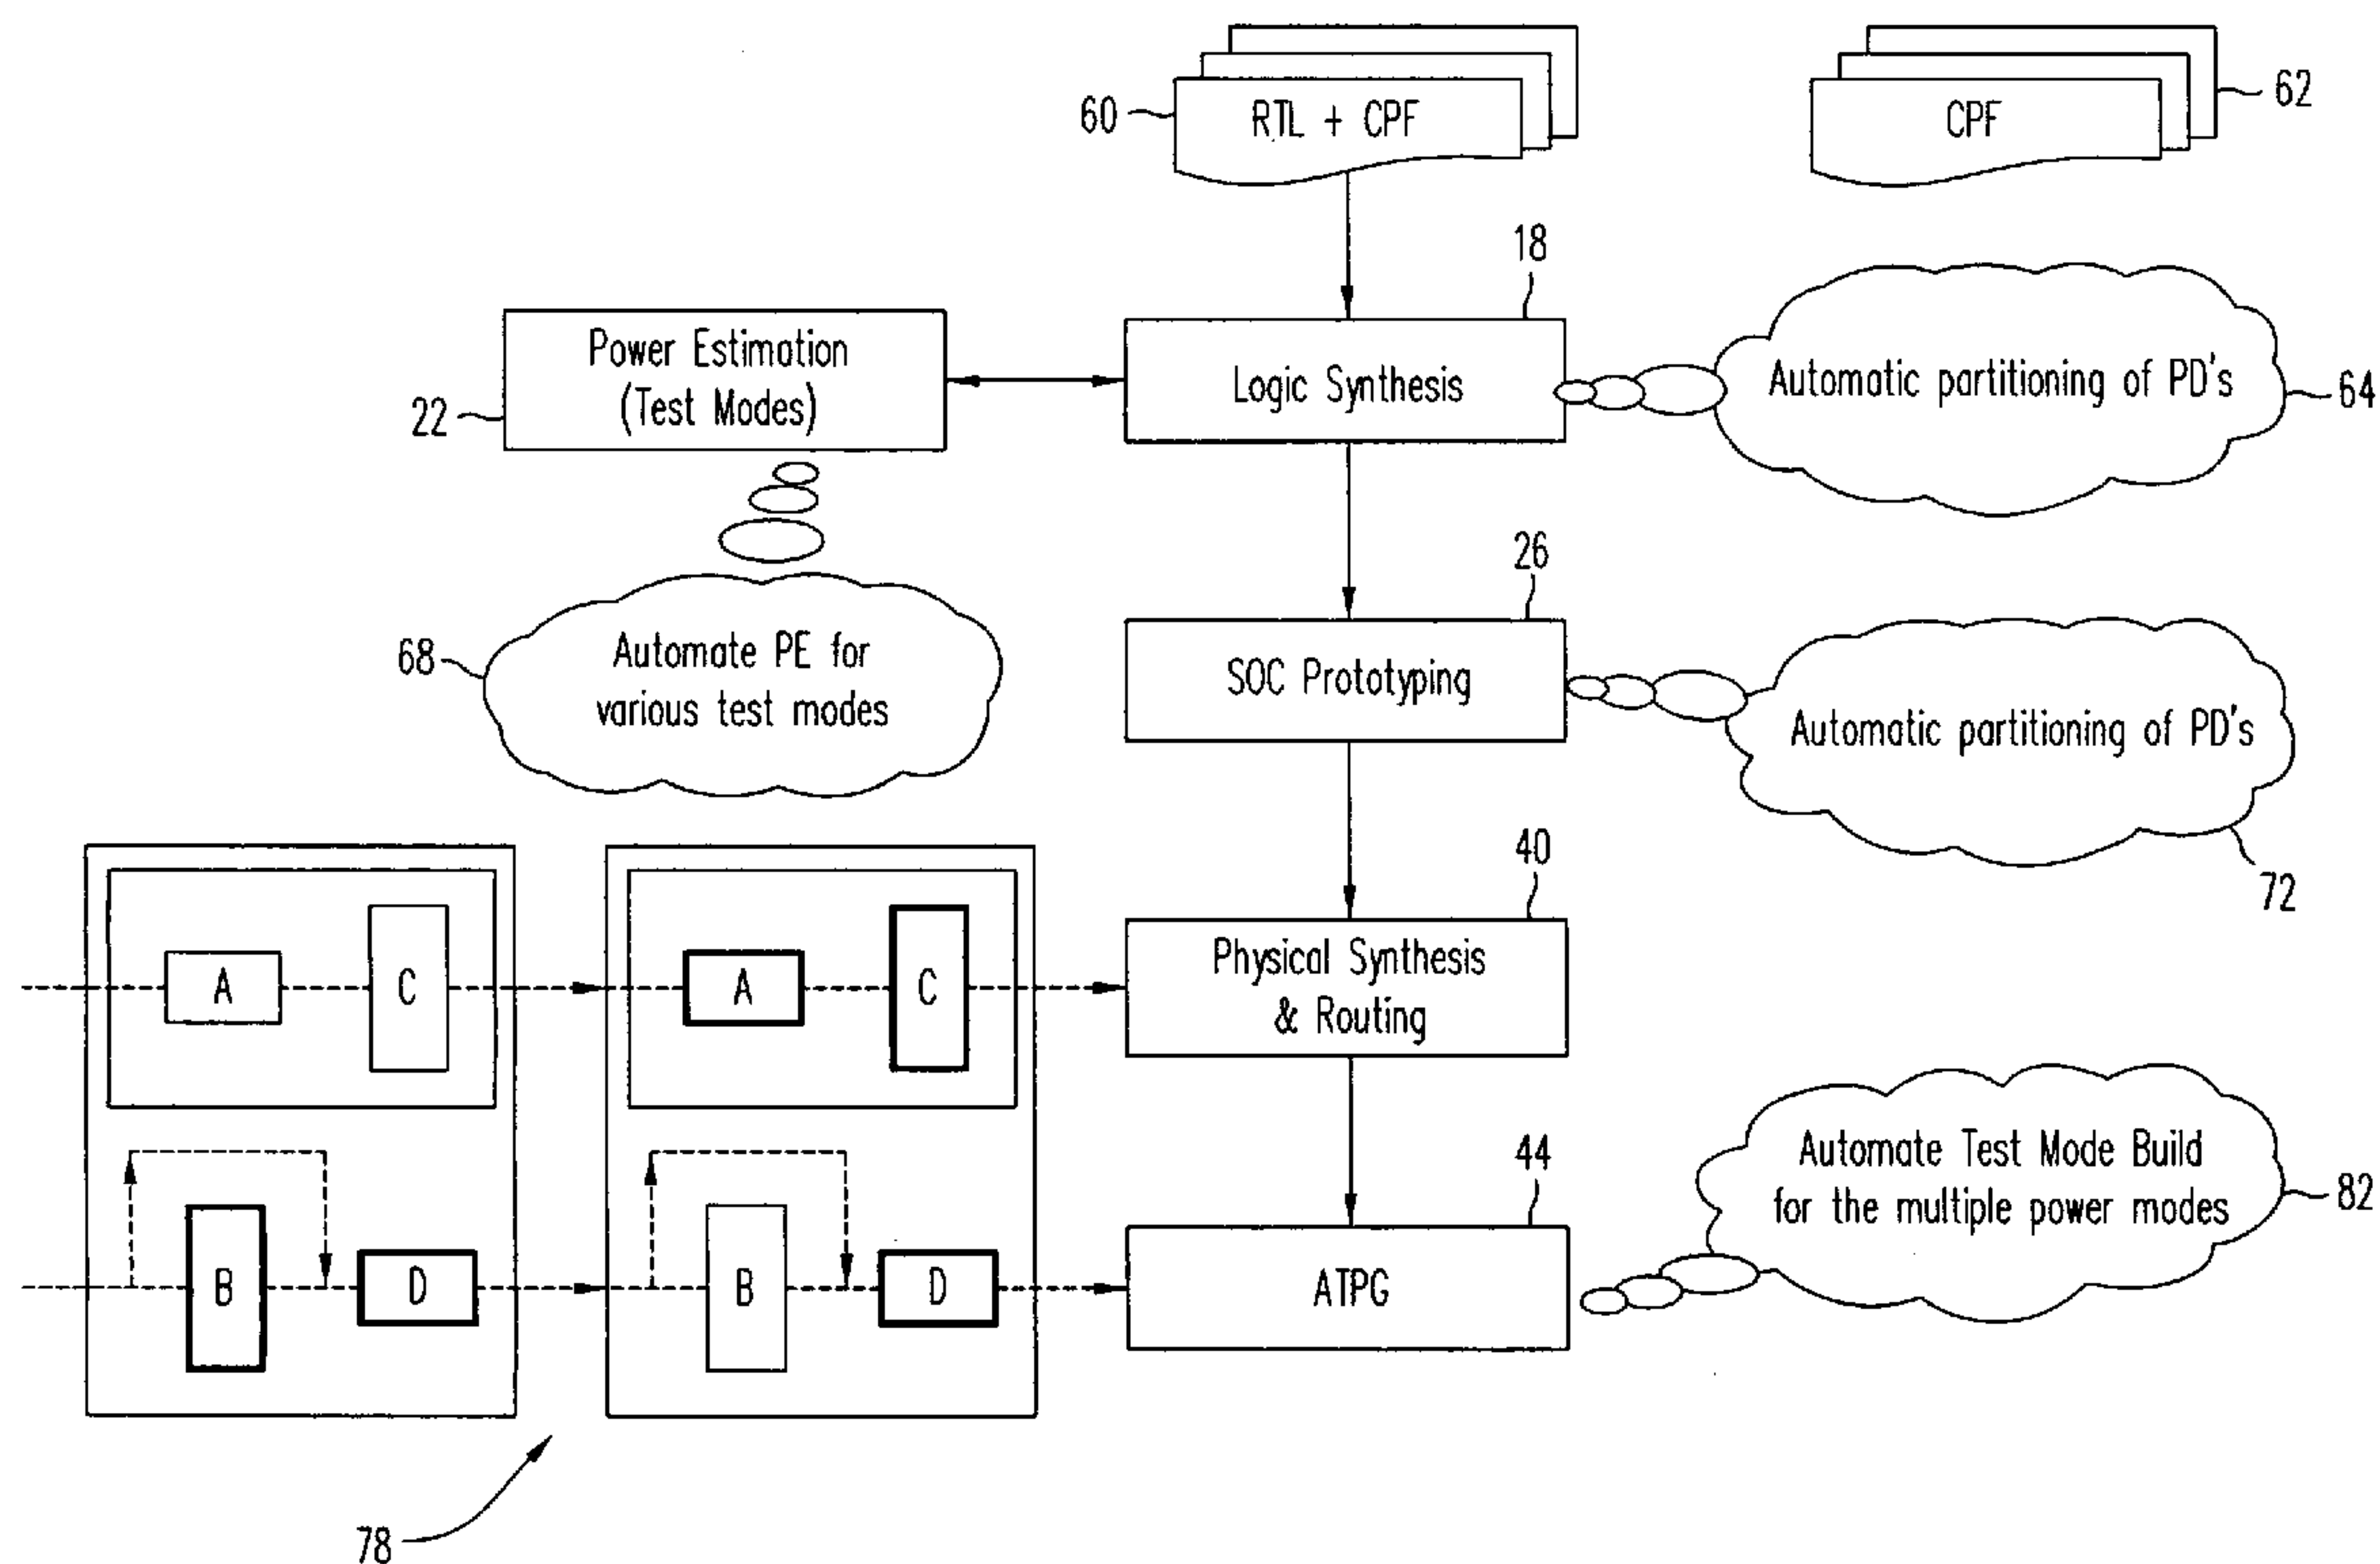 60
RTL + CPF
CPF
62
18
Power Estimation
(Test Modes)
22
Logic Synthesis
Automatic partitioning of PD's
64
26
68
Automate PE for
various test modes
SOC Prototyping
Automatic partitioning of PD's
72
40
A
C
A
C
Physical Synthesis
& Routing
44
Automate Test Mode Build
for the multiple power modes
82
B
D
B
D
ATPG
78